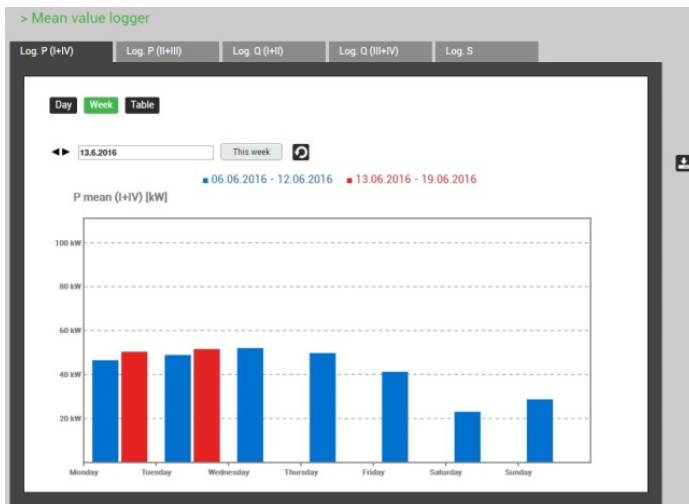 > Mean value logger
Log. P (I+IV) Log. P (II+III) Log. Q (I+II) Log. Q (III+IV) Log. S
Day Week Table
13.6.2016 This week
06.06.2016 - 12.06.2016 13.06.2016 - 19.06.2016
P mean (I+IV) [kW]
100 kW
80 kW
60 kW
40 kW
20 kW
Monday Tuesday Wednesday Thursday Friday Saturday Sunday